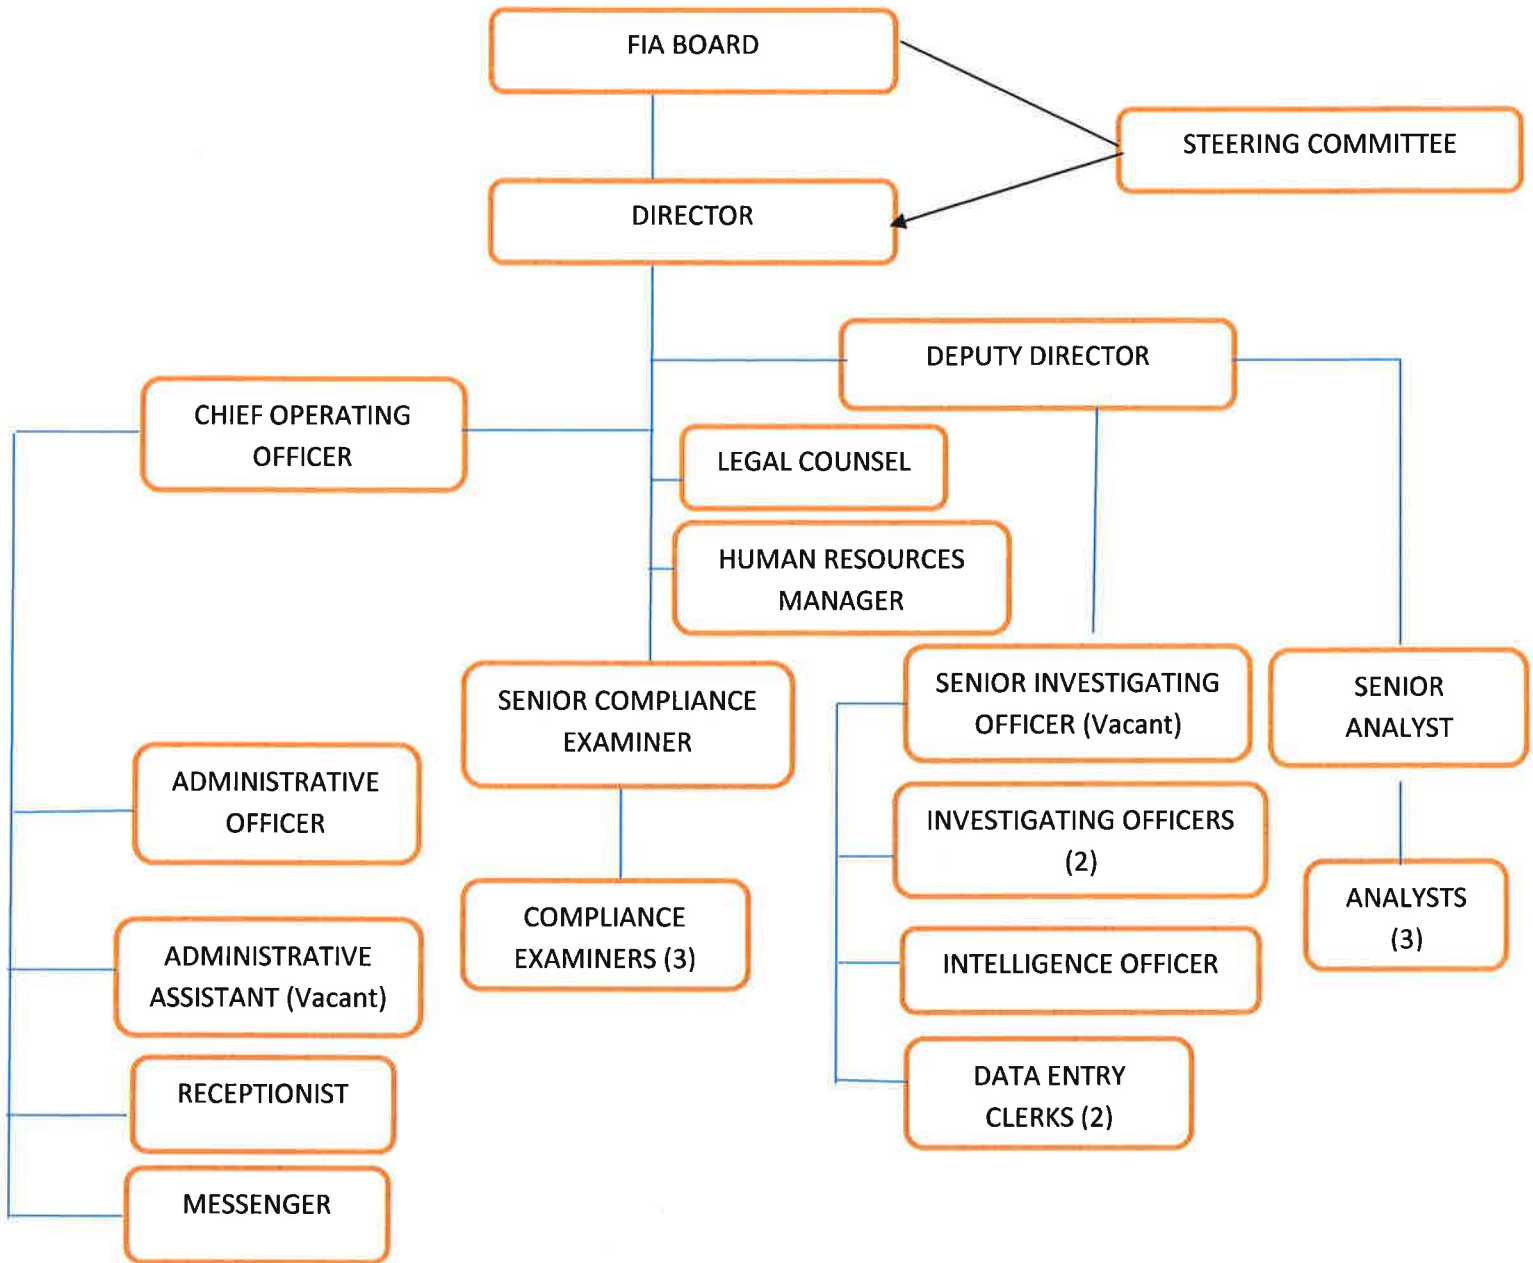 FIA BOARD
STEERING COMMITTEE
DIRECTOR
DEPUTY DIRECTOR
CHIEF OPERATING
OFFICER
LEGAL COUNSEL
HUMAN RESOURCES
MANAGER
SENIOR COMPLIANCE
EXAMINER
SENIOR INVESTIGATING
OFFICER (Vacant)
SENIOR
ANALYST
ADMINISTRATIVE
OFFICER
INVESTIGATING OFFICERS
(2)
COMPLIANCE
EXAMINERS (3)
ANALYSTS
(3)
ADMINISTRATIVE
ASSISTANT (Vacant)
INTELLIGENCE OFFICER
RECEPTIONIST
DATA ENTRY
CLERKS (2)
MESSENGER